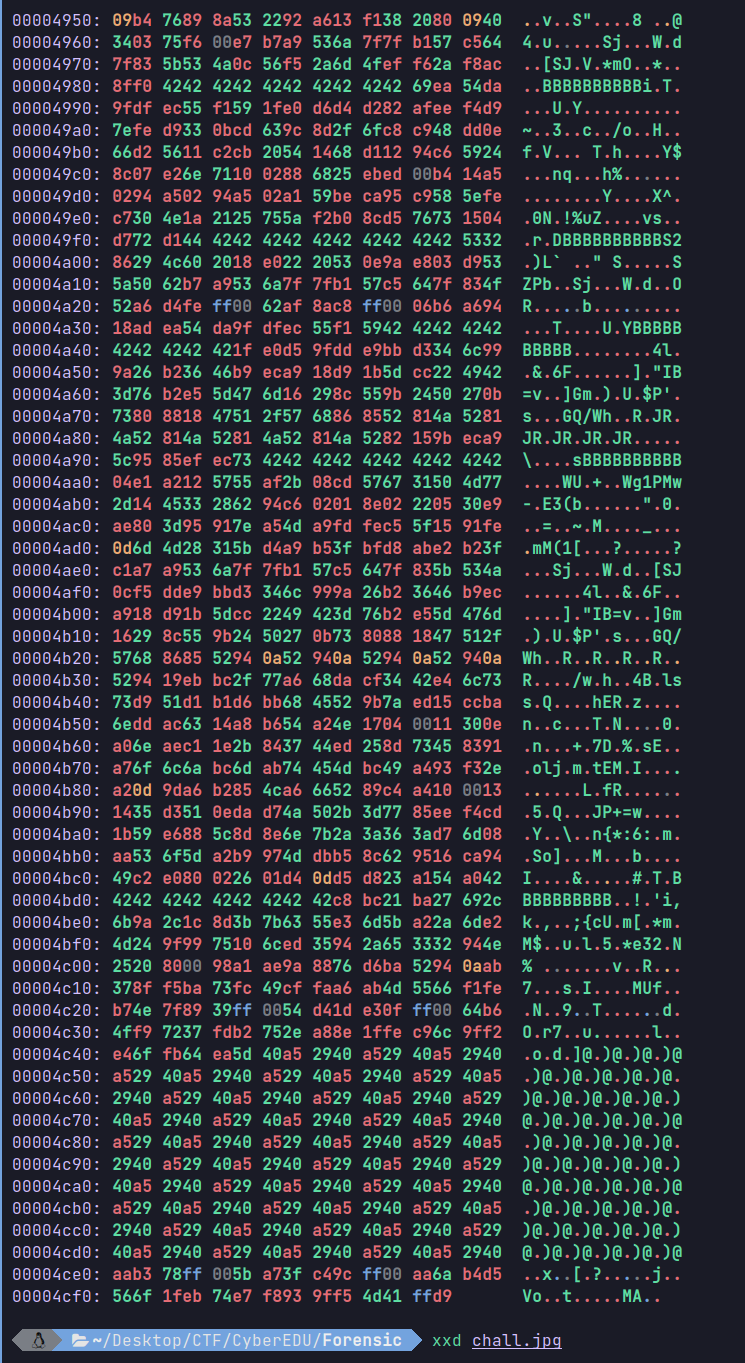 00004950: 09b4 7689 8a53 2292 a613 f138 2080 0940  ..v..S"....8 ..@
00004960: 3403 75f6 00e7 b7a9 536a 7f7f b157 c564  4.u.....Sj...W.d
00004970: 7f83 5b53 4a0c 56f5 2a6d 4fef f62a f8ac  ..[SJ.V.*mO..*..
00004980: 8ff0 4242 4242 4242 4242 4242 69ea 54da  ..BBBBBBBBBBi.T.
00004990: 9fdf ec55 f159 1fe0 d6d4 d282 afee f4d9  ...U.Y..........
000049a0: 7efe d933 0bcd 639c 8d2f 6fc8 c948 dd0e  ~..3..c../o..H..
000049b0: 66d2 5611 c2cb 2054 1468 d112 94c6 5924  f.V... T.h....Y$
000049c0: 8c07 e26e 7110 0288 6825 ebed 00b4 14a5  ...nq...h%......
000049d0: 0294 a502 94a5 02a1 59be ca95 c958 5efe  ........Y....X^.
000049e0: c730 4e1a 2125 755a f2b0 8cd5 7673 1504  .0N.!%uZ....vs..
000049f0: d772 d144 4242 4242 4242 4242 4242 5332  .r.DBBBBBBBBBBS2
00004a00: 8629 4c60 2018 e022 2053 0e9a e803 d953  .)L` .." S.....S
00004a10: 5a50 62b7 a953 6a7f 7fb1 57c5 647f 834f  ZPb..Sj...W.d..O
00004a20: 52a6 d4fe ff00 62af 8ac8 ff00 06b6 a694  R.....b.........
00004a30: 18ad ea54 da9f dfec 55f1 5942 4242 4242  ...T....U.YBBBBB
00004a40: 4242 4242 421f e0d5 9fdd e9bb d334 6c99  BBBBB........4l.
00004a50: 9a26 b236 46b9 eca9 18d9 1b5d cc22 4942  .&.6F......]."IB
00004a60: 3d76 b2e5 5d47 6d16 298c 559b 2450 270b  =v..]Gm.).U.$P'.
00004a70: 7380 8818 4751 2f57 6886 8552 814a 5281  s...GQ/Wh..R.JR.
00004a80: 4a52 814a 5281 4a52 814a 5282 159b eca9  JR.JR.JR.JR.....
00004a90: 5c95 85ef ec73 4242 4242 4242 4242 4242  \....sBBBBBBBBBB
00004aa0: 04e1 a212 5755 af2b 08cd 5767 3150 4d77  ....WU.+..Wg1PMw
00004ab0: 2d14 4533 2862 94c6 0201 8e02 2205 30e9  -.E3(b......".0.
00004ac0: ae80 3d95 917e a54d a9fd fec5 5f15 91fe  ..=..~.M...._...
00004ad0: 0d6d 4d28 315b d4a9 b53f bfd8 abe2 b23f  .mM(1[...?.....?
00004ae0: c1a7 a953 6a7f 7fb1 57c5 647f 835b 534a  ...Sj...W.d..[SJ
00004af0: 0cf5 dde9 bbd3 346c 999a 26b2 3646 b9ec  ......4l..&.6F..
00004b00: a918 d91b 5dcc 2249 423d 76b2 e55d 476d  ....]."IB=v..]Gm
00004b10: 1629 8c55 9b24 5027 0b73 8088 1847 512f  .).U.$P'.s...GQ/
00004b20: 5768 8685 5294 0a52 940a 5294 0a52 940a  Wh..R..R..R..R..
00004b30: 5294 19eb bc2f 77a6 68da cf34 42e4 6c73  R..../w.h..4B.ls
00004b40: 73d9 51d1 b1d6 bb68 4552 9b7a ed15 ccba  s.Q....hER.z....
00004b50: 6edd ac63 14a8 b654 a24e 1704 0011 300e  n..c...T.N....0.
00004b60: a06e aec1 1e2b 8437 44ed 258d 7345 8391  .n...+.7D.%.sE..
00004b70: a76f 6c6a bc6d ab74 454d bc49 a493 f32e  .olj.m.tEM.I....
00004b80: a20d 9da6 b285 4ca6 6652 89c4 a410 0013  ......L.fR......
00004b90: 1435 d351 0eda d74a 502b 3d77 85ee f4cd  .5.Q...JP+=w....
00004ba0: 1b59 e688 5c8d 8e6e 7b2a 3a36 3ad7 6d08  .Y..\..n{*:6:.m.
00004bb0: aa53 6f5d a2b9 974d dbb5 8c62 9516 ca94  .So]...M...b....
00004bc0: 49c2 e080 0226 01d4 0dd5 d823 a154 a042  I....&.....#.T.B
00004bd0: 4242 4242 4242 4242 42c8 bc21 ba27 692c  BBBBBBBBB..!.'i,
00004be0: 6b9a 2c1c 8d3b 7b63 55e3 6d5b a22a 6de2  k.,..;{cU.m[.*m.
00004bf0: 4d24 9f99 7510 6ced 3594 2a65 3332 944e  M$..u.l.5.*e32.N
00004c00: 2520 8000 98a1 ae9a 8876 d6ba 5294 0aab  % .......v..R...
00004c10: 378f f5ba 73fc 49cf faa6 ab4d 5566 f1fe  7...s.I....MUf..
00004c20: b74e 7f89 39ff 0054 d41d e30f ff00 64b6  .N..9..T......d.
00004c30: 4ff9 7237 fdb2 752e a88e 1ffe c96c 9ff2  O.r7..u......l..
00004c40: e46f fb64 ea5d 40a5 2940 a529 40a5 2940  .o.d.]@.)@.)@.)@
00004c50: a529 40a5 2940 a529 40a5 2940 a529 40a5  .)@.)@.)@.)@.)@.
00004c60: 2940 a529 40a5 2940 a529 40a5 2940 a529  )@.)@.)@.)@.)@.)
00004c70: 40a5 2940 a529 40a5 2940 a529 40a5 2940  @.)@.)@.)@.)@.)@
00004c80: a529 40a5 2940 a529 40a5 2940 a529 40a5  .)@.)@.)@.)@.)@.
00004c90: 2940 a529 40a5 2940 a529 40a5 2940 a529  )@.)@.)@.)@.)@.)
00004ca0: 40a5 2940 a529 40a5 2940 a529 40a5 2940  @.)@.)@.)@.)@.)@
00004cb0: a529 40a5 2940 a529 40a5 2940 a529 40a5  .)@.)@.)@.)@.)@.
00004cc0: 2940 a529 40a5 2940 a529 40a5 2940 a529  )@.)@.)@.)@.)@.)
00004cd0: 40a5 2940 a529 40a5 2940 a529 40a5 2940  @.)@.)@.)@.)@.)@
00004ce0: aab3 78ff 005b a73f c49c ff00 aa6a b4d5  ..x..[.?.....j..
00004cf0: 566f 1feb 74e7 f893 9ff5 4d41 ffd9  Vo..t.....MA..
~/Desktop/CTF/CyberEDU/Forensic xxd chall.jpg